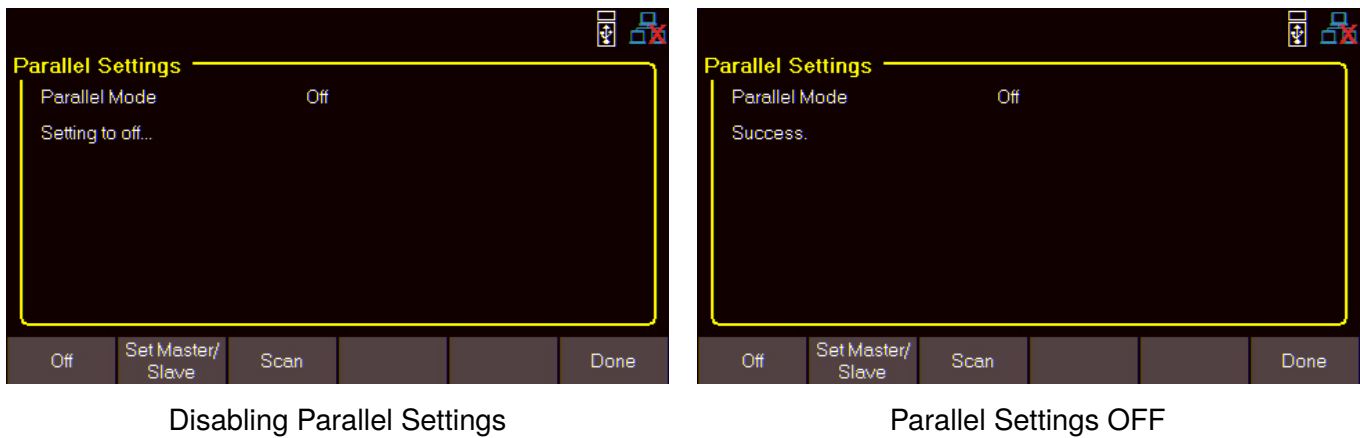 Parallel Settings
Parallel Mode Off
Setting to off...
Off Set Master/ Slave Scan Done
Disabling Parallel Settings
Parallel Settings
Parallel Mode Off
Success.
Off Set Master/ Slave Scan Done
Parallel Settings OFF